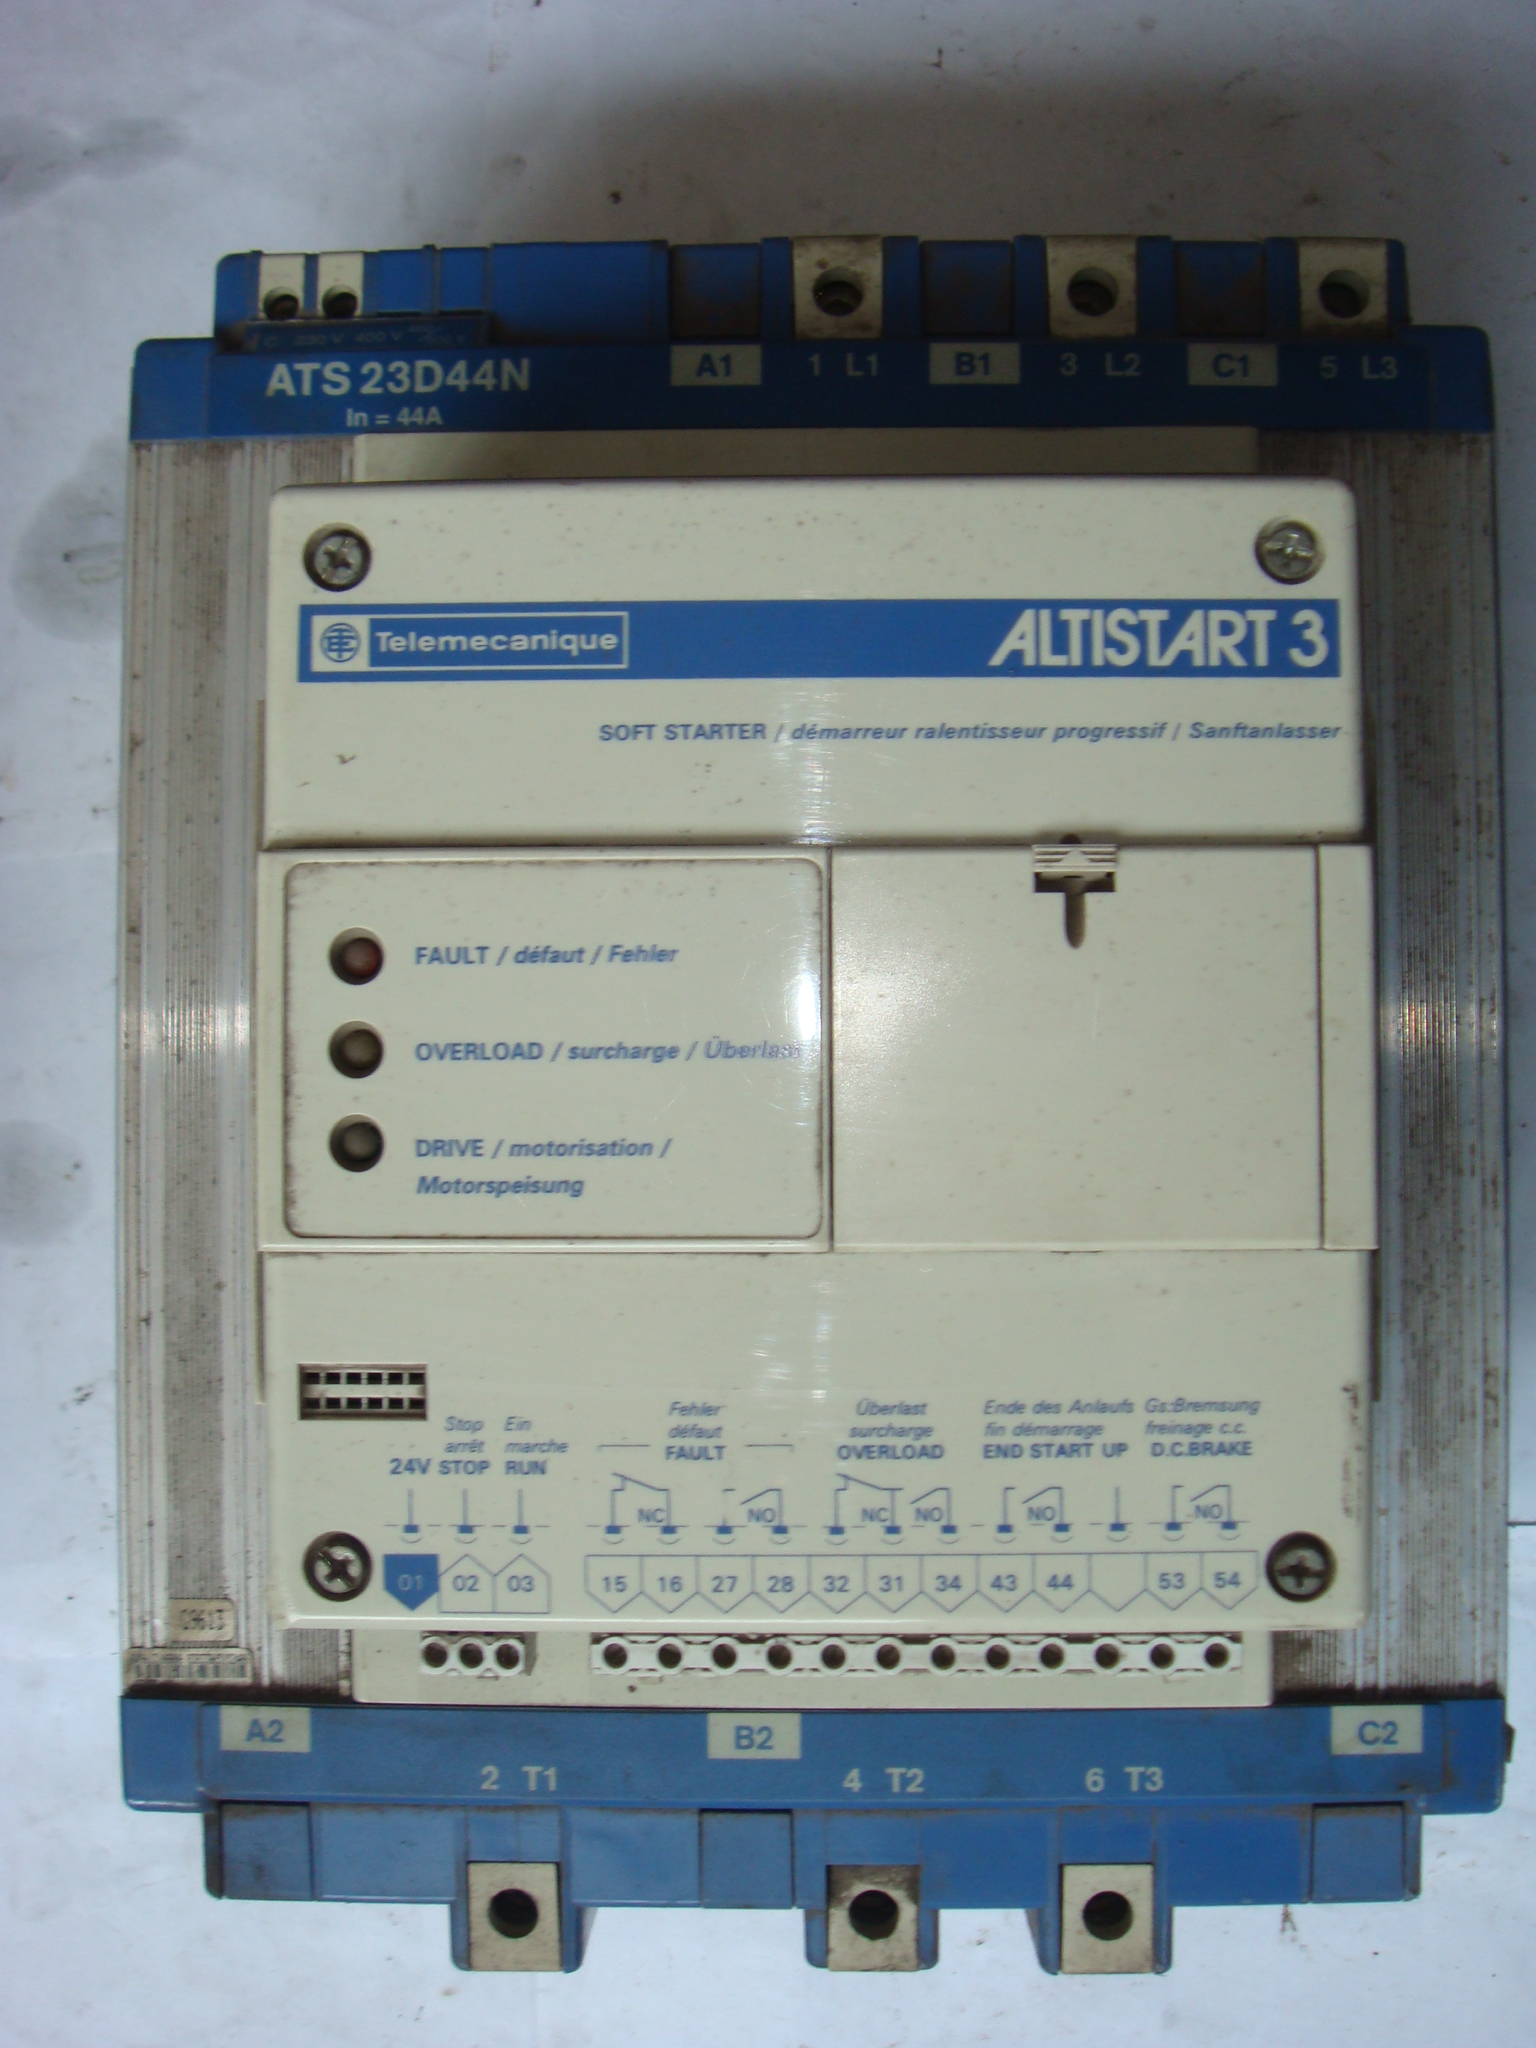 C 230 V 400 V
ATS 23D44N
In = 44A
A1 1 L1 B1 3 L2 C1 5 L3
Telemecanique ALTISTART 3
SOFT STARTER / démarreur ralentisseur progressif / Sanftanlasser
FAULT / défaut / Fehler
OVERLOAD / surcharge / Überlast
DRIVE / motorisation /
Motorspeisung
Stop Ein Fehler Überlast Ende des Anlaufs Gs:Bremsung
arrêt marche défaut surcharge fin démarrage freinage c.c.
24V STOP RUN FAULT OVERLOAD END START UP D.C.BRAKE
NC NO NC NO NO NO
01 02 03 15 16 27 28 32 31 34 43 44 53 54
A2 B2 C2
2 T1 4 T2 6 T3